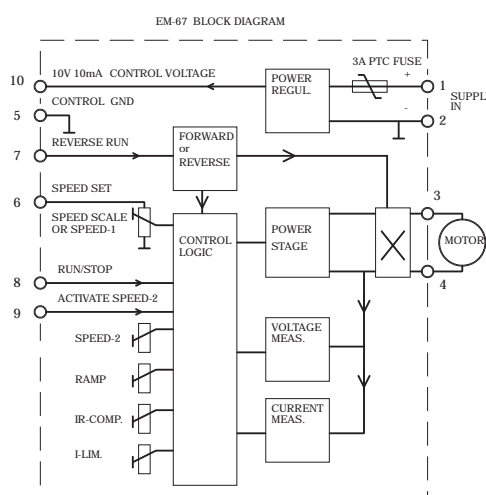 EM-67 BLOCK DIAGRAM
10 10V 10mA CONTROL VOLTAGE
POWER
REGUL.
3A PTC FUSE
+
1
SUPPL
IN
-
2
5 CONTROL GND
7 REVERSE RUN
FORWARD
or
REVERSE
6 SPEED SET
SPEED SCALE
OR SPEED-1
CONTROL
LOGIC
POWER
STAGE
3
MOTOR
4
8 RUN/STOP
9 ACTIVATE SPEED-2
SPEED-2
VOLTAGE
MEAS.
RAMP
IR-COMP.
CURRENT
MEAS.
I-LIM.